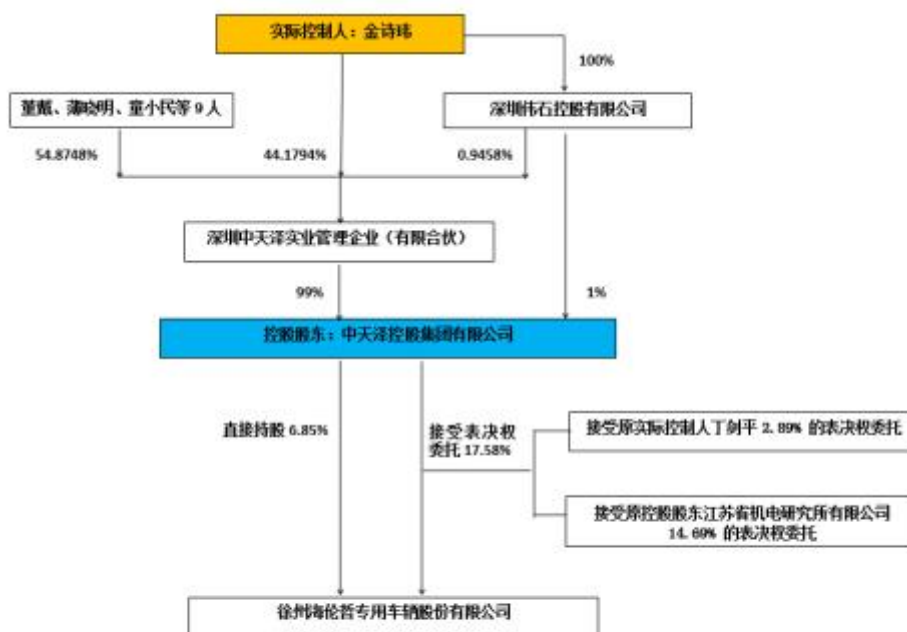 实际控制人：金诗玮
100%
董戴、薄晓明、童小民等 9 人
深圳伟石控股有限公司
54.8748%
44.1794%
0.9458%
深圳中天泽实业管理企业（有限合伙）
99%
1%
控股股东：中天泽控股集团有限公司
直接持股 6.85%
接受表决权
委托 17.58%
接受原实际控制人丁剑平 2.89% 的表决权委托
接受原控股股东江苏省机电研究所有限公司
14.69% 的表决权委托
徐州海伦哲专用车辆股份有限公司